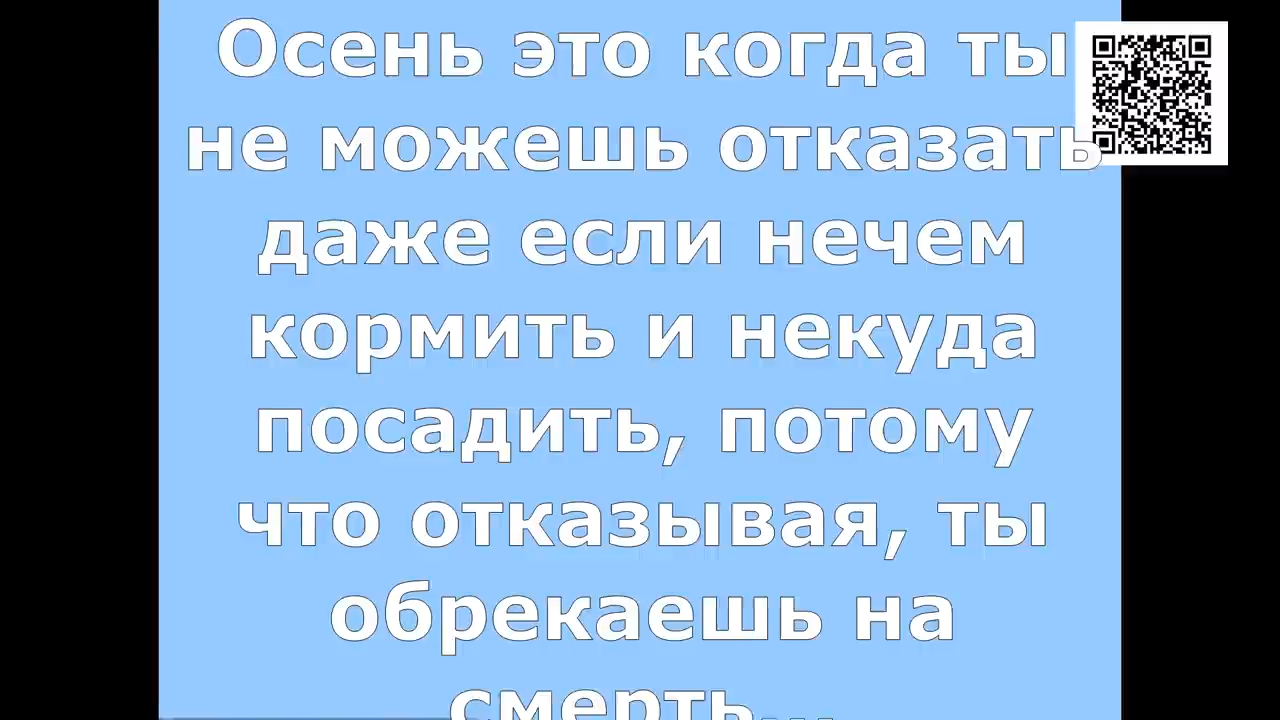 Осень это когда ты
не можешь отказать
даже если нечем
кормить и некуда
посадить, потому
что отказывая, ты
обрекаешь на
смерть...